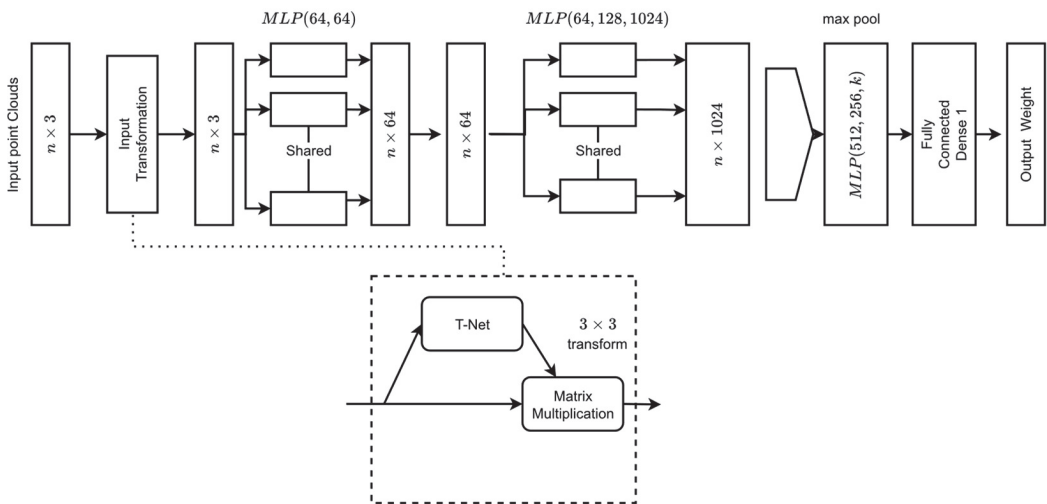 MLP(64, 64)
MLP(64, 128, 1024)
max pool
Input point Clouds
n × 3
Input
Transformation
n × 3
Shared
n × 64
n × 64
Shared
n × 1024
MLP(512, 256, k)
Fully
Connected
Dense 1
Output Weight
T-Net
3 × 3
transform
Matrix
Multiplication